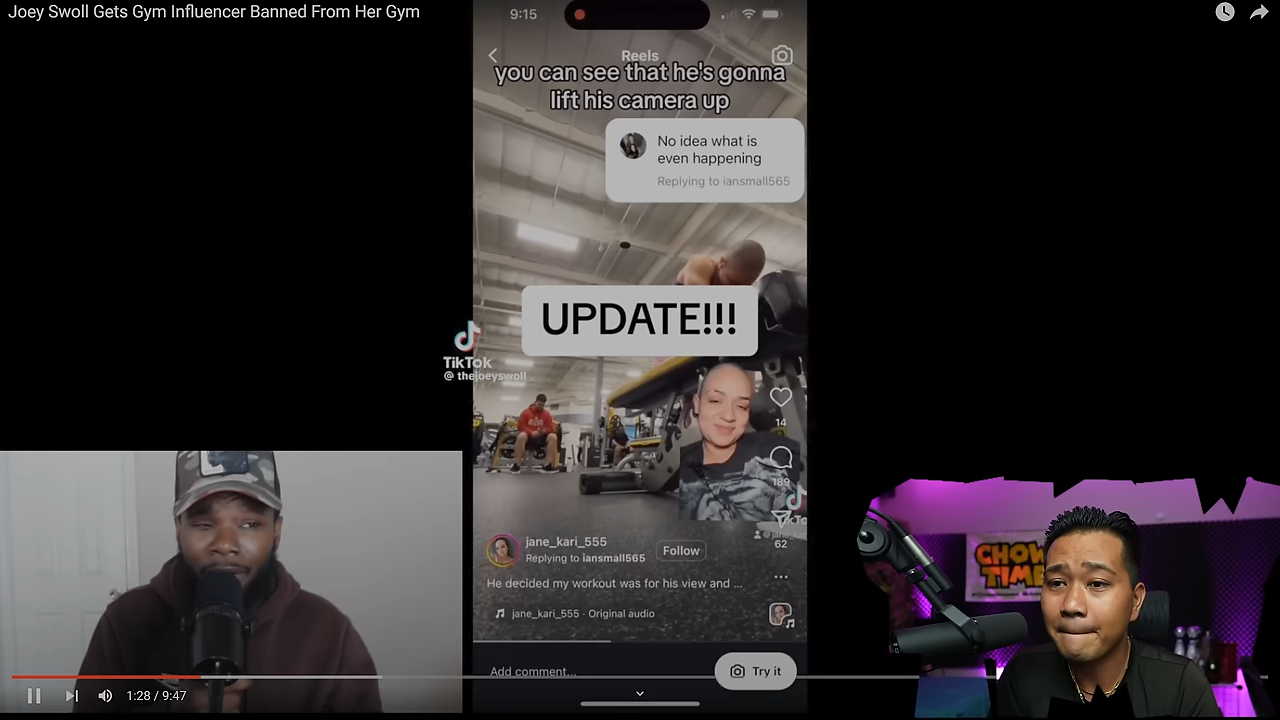 Joey Swoll Gets Gym Influencer Banned From Her Gym
9:15
Reels
you can see that he's gonna
lift his camera up
No idea what is
even happening
Replying to iansmall565
UPDATE!!!
TikTok
@ thejoeyswoll
14
189
62
jane_kari_555
Replying to iansmall565
Follow
He decided my workout was for his view and ...
jane_kari_555 · Original audio
Add comment...
Try it
1:28 / 9:47
CHOW
TIME